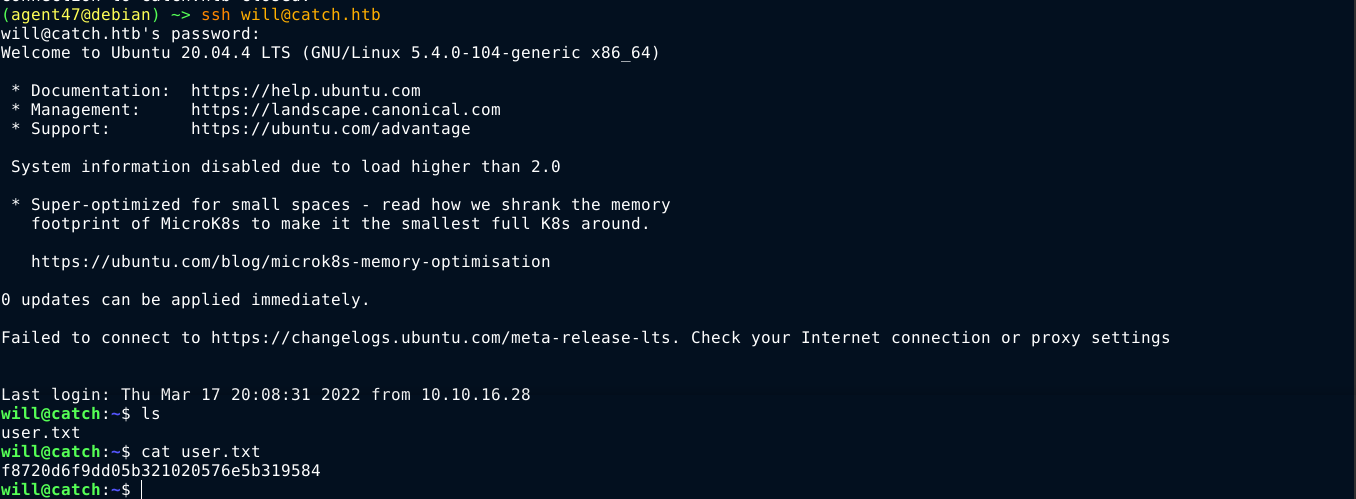 (agent47@debian) ~> ssh will@catch.htb
will@catch.htb's password:
Welcome to Ubuntu 20.04.4 LTS (GNU/Linux 5.4.0-104-generic x86_64)
* Documentation:  https://help.ubuntu.com
* Management:     https://landscape.canonical.com
* Support:        https://ubuntu.com/advantage
System information disabled due to load higher than 2.0
* Super-optimized for small spaces - read how we shrank the memory
footprint of MicroK8s to make it the smallest full K8s around.
https://ubuntu.com/blog/microk8s-memory-optimisation
0 updates can be applied immediately.
Failed to connect to https://changelogs.ubuntu.com/meta-release-lts. Check your Internet connection or proxy settings
Last login: Thu Mar 17 20:08:31 2022 from 10.10.16.28
will@catch:~$ ls
user.txt
will@catch:~$ cat user.txt
f8720d6f9dd05b321020576e5b319584
will@catch:~$